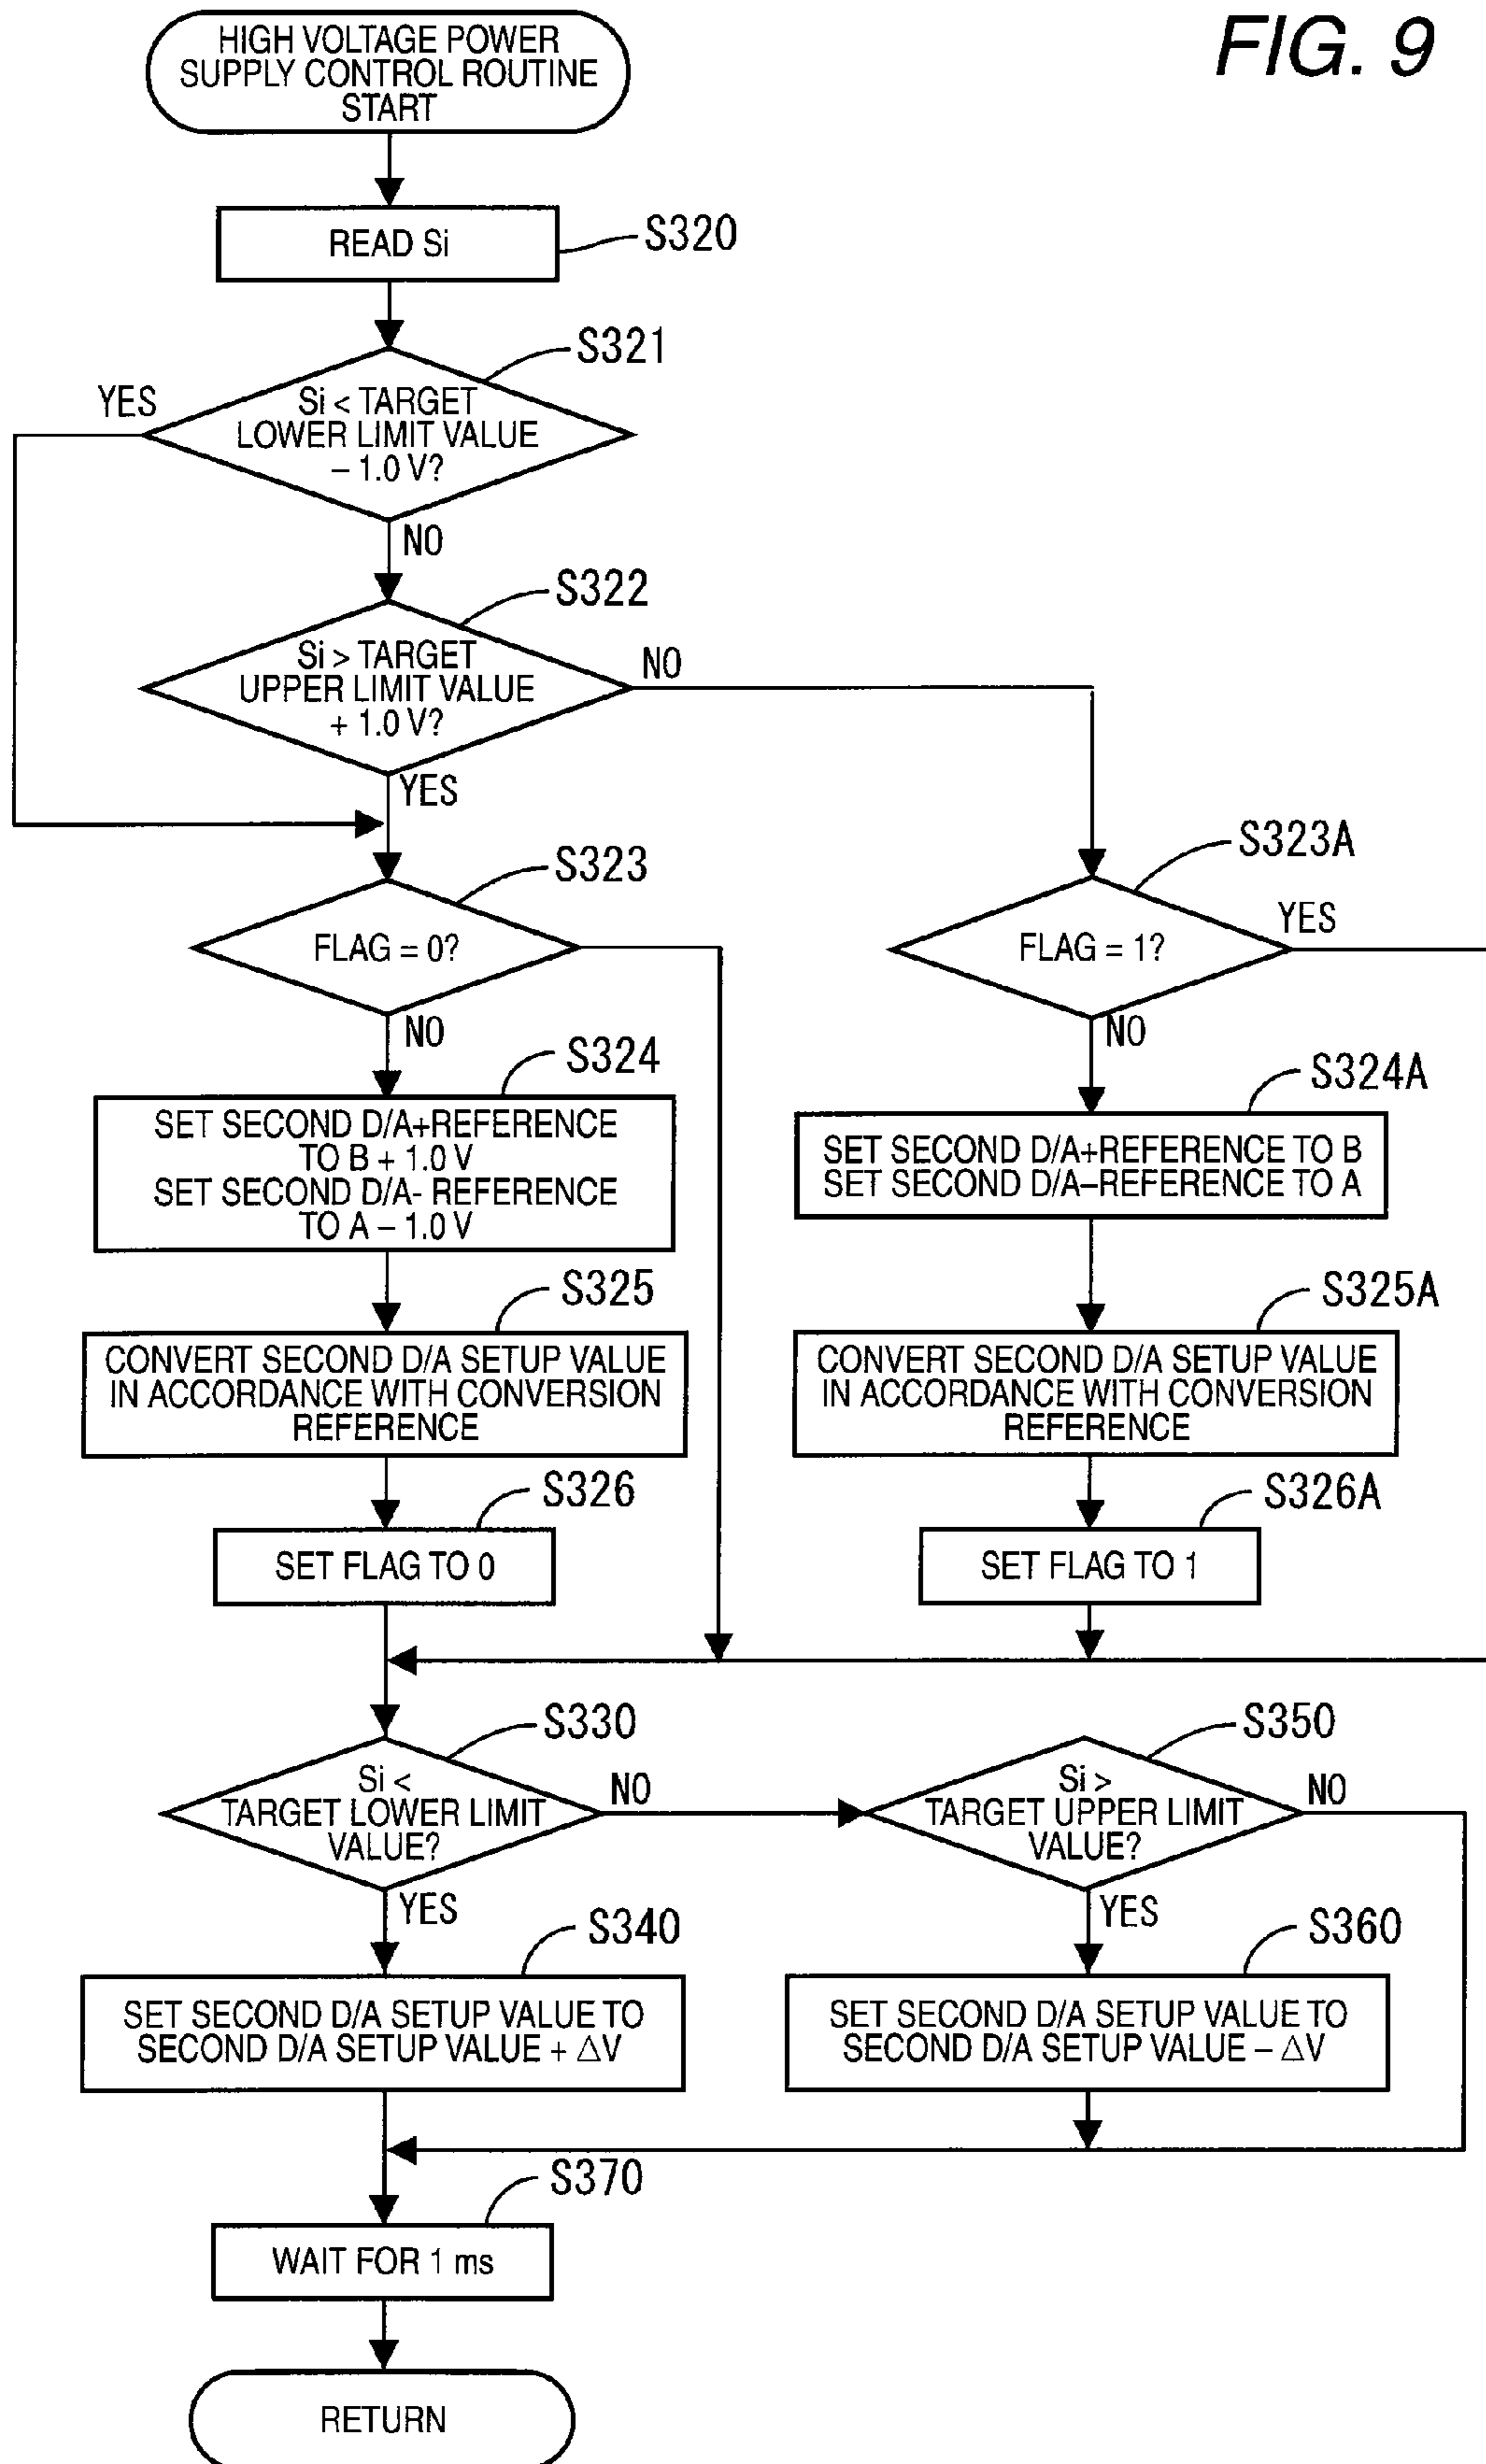 FIG. 9
HIGH VOLTAGE POWER
SUPPLY CONTROL ROUTINE
START
READ Si
S320
S321
YES
Si < TARGET
LOWER LIMIT VALUE
– 1.0 V?
NO
S322
Si > TARGET
UPPER LIMIT VALUE
+ 1.0 V?
NO
YES
S323
FLAG = 0?
NO
S323A
FLAG = 1?
YES
NO
S324
SET SECOND D/A+REFERENCE
TO B + 1.0 V
SET SECOND D/A- REFERENCE
TO A – 1.0 V
S324A
SET SECOND D/A+REFERENCE TO B
SET SECOND D/A–REFERENCE TO A
S325
CONVERT SECOND D/A SETUP VALUE
IN ACCORDANCE WITH CONVERSION
REFERENCE
S325A
CONVERT SECOND D/A SETUP VALUE
IN ACCORDANCE WITH CONVERSION
REFERENCE
S326
SET FLAG TO 0
S326A
SET FLAG TO 1
S330
Si <
TARGET LOWER LIMIT
VALUE?
NO
YES
S350
Si >
TARGET UPPER LIMIT
VALUE?
NO
YES
S340
SET SECOND D/A SETUP VALUE TO
SECOND D/A SETUP VALUE + △V
S360
SET SECOND D/A SETUP VALUE TO
SECOND D/A SETUP VALUE – △V
S370
WAIT FOR 1 ms
RETURN